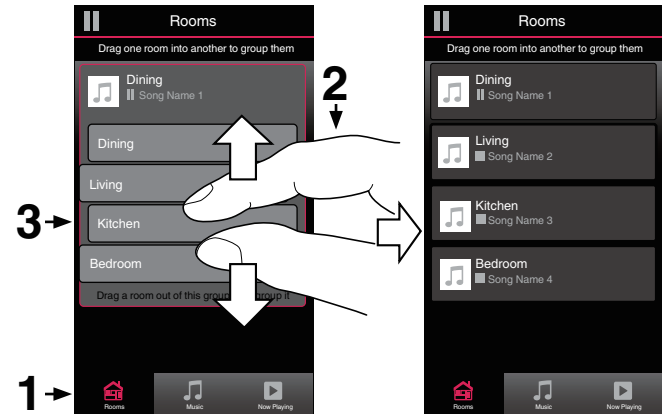 Rooms
Drag one room into another to group them
Dining
Song Name 1
2
Dining
Living
3
Kitchen
Bedroom
Drag a room out of this group
group it
1
Rooms
Music
Now Playing
Rooms
Drag one room into another to group them
Dining
Song Name 1
Living
Song Name 2
Kitchen
Song Name 3
Bedroom
Song Name 4
Rooms
Music
Now Playing